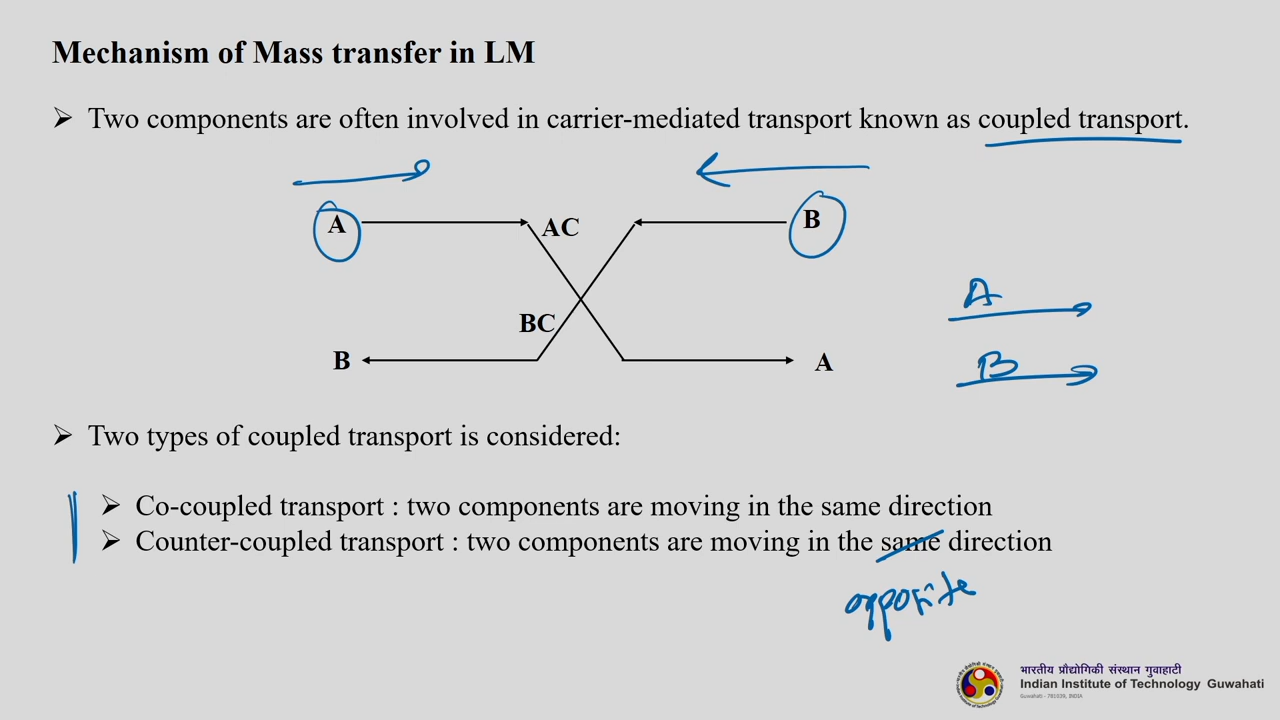 Mechanism of Mass transfer in LM
Two components are often involved in carrier-mediated transport known as coupled transport.
A
AC
B
A
BC
B
B
A
Two types of coupled transport is considered:
Co-coupled transport : two components are moving in the same direction
Counter-coupled transport : two components are moving in the same direction
opposite
भारतीय प्रौद्योगिकी संस्थान गुवाहाटी
Indian Institute of Technology Guwahati
Guwahati - 781039, INDIA